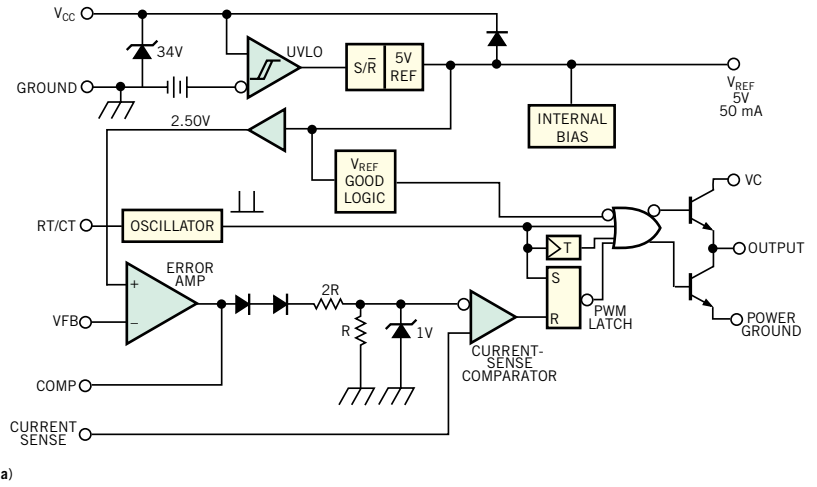 VCC
34V
UVLO
S/R̅
5V
REF
GROUND
VREF
5V
50 mA
INTERNAL
BIAS
2.50V
VREF
GOOD
LOGIC
VC
RT/CT
OSCILLATOR
T
OUTPUT
ERROR
AMP
+
−
VFB
2R
R
1V
S
R
PWM
LATCH
POWER
GROUND
CURRENT-
SENSE
COMPARATOR
COMP
CURRENT
SENSE
a)